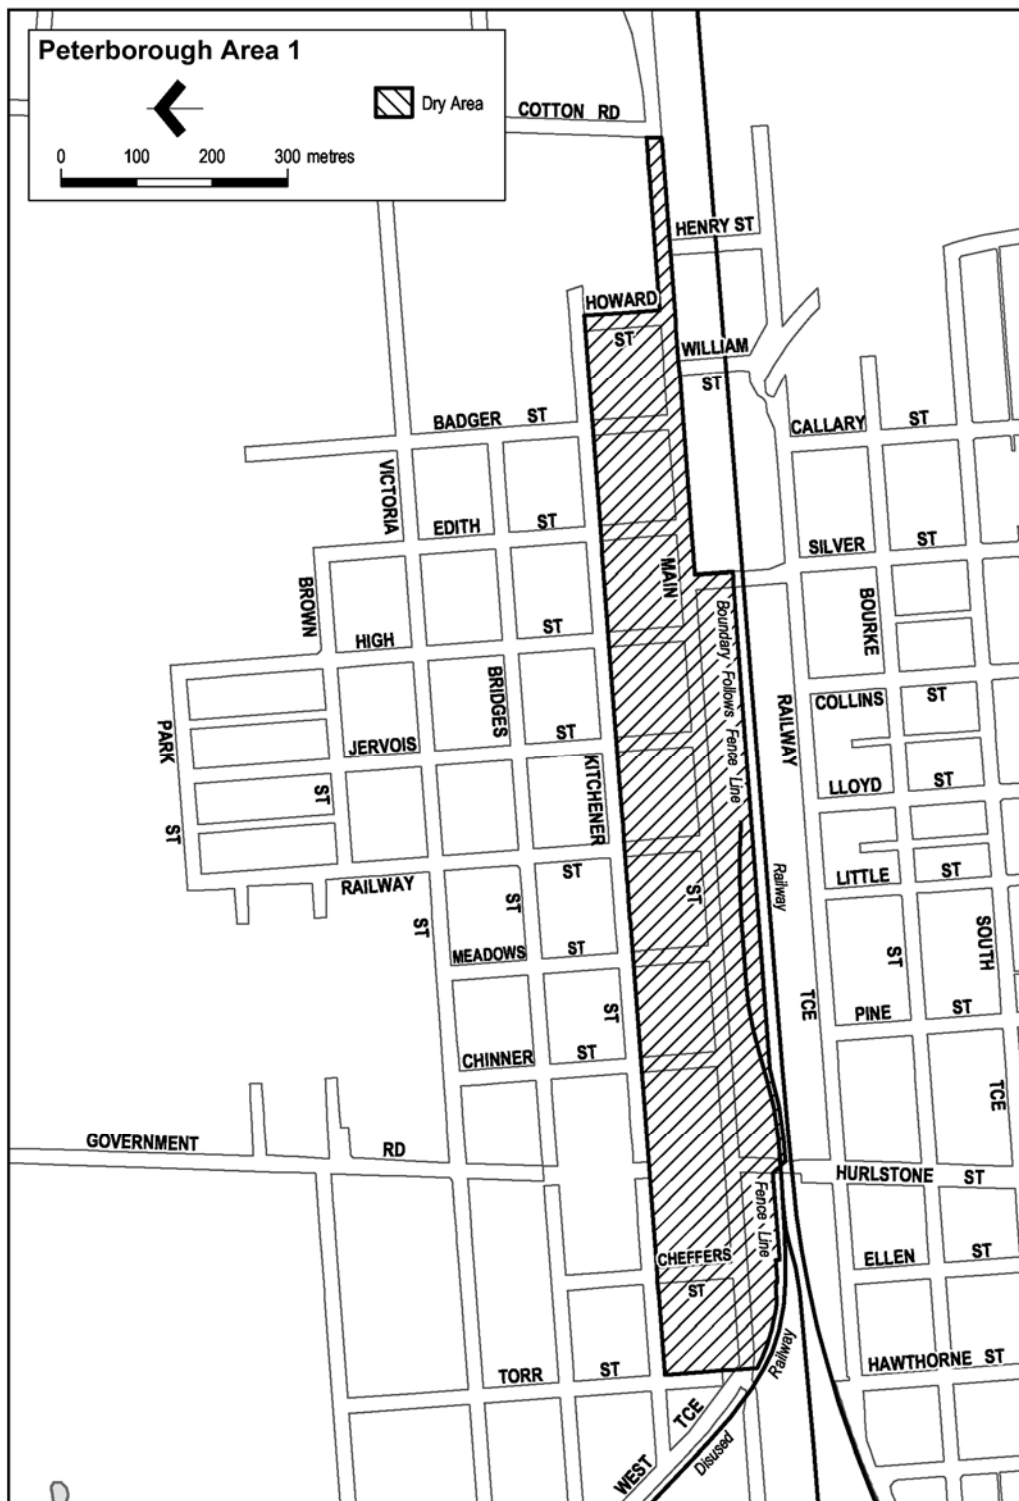 Peterborough Area 1
Dry Area
0 100 200 300 metres
COTTON RD
HENRY ST
HOWARD
ST
WILLIAM
ST
BADGER ST
CALLARY ST
VICTORIA
EDITH ST
SILVER ST
MAIN
BROWN
BOURKE
HIGH ST
Boundary Follows Fence Line
BRIDGES
COLLINS ST
RAILWAY
PARK
JERVOIS ST
KITCHENER
LLOYD ST
ST
ST
RAILWAY ST
Railway
LITTLE ST
ST
ST
ST
MEADOWS ST
SOUTH
ST
TCE
ST
PINE ST
CHINNER ST
TCE
GOVERNMENT RD
HURLSTONE ST
Fence Line
CHEFFERS
ST
ELLEN ST
Railway
HAWTHORNE ST
TORR ST
WEST TCE
Disused